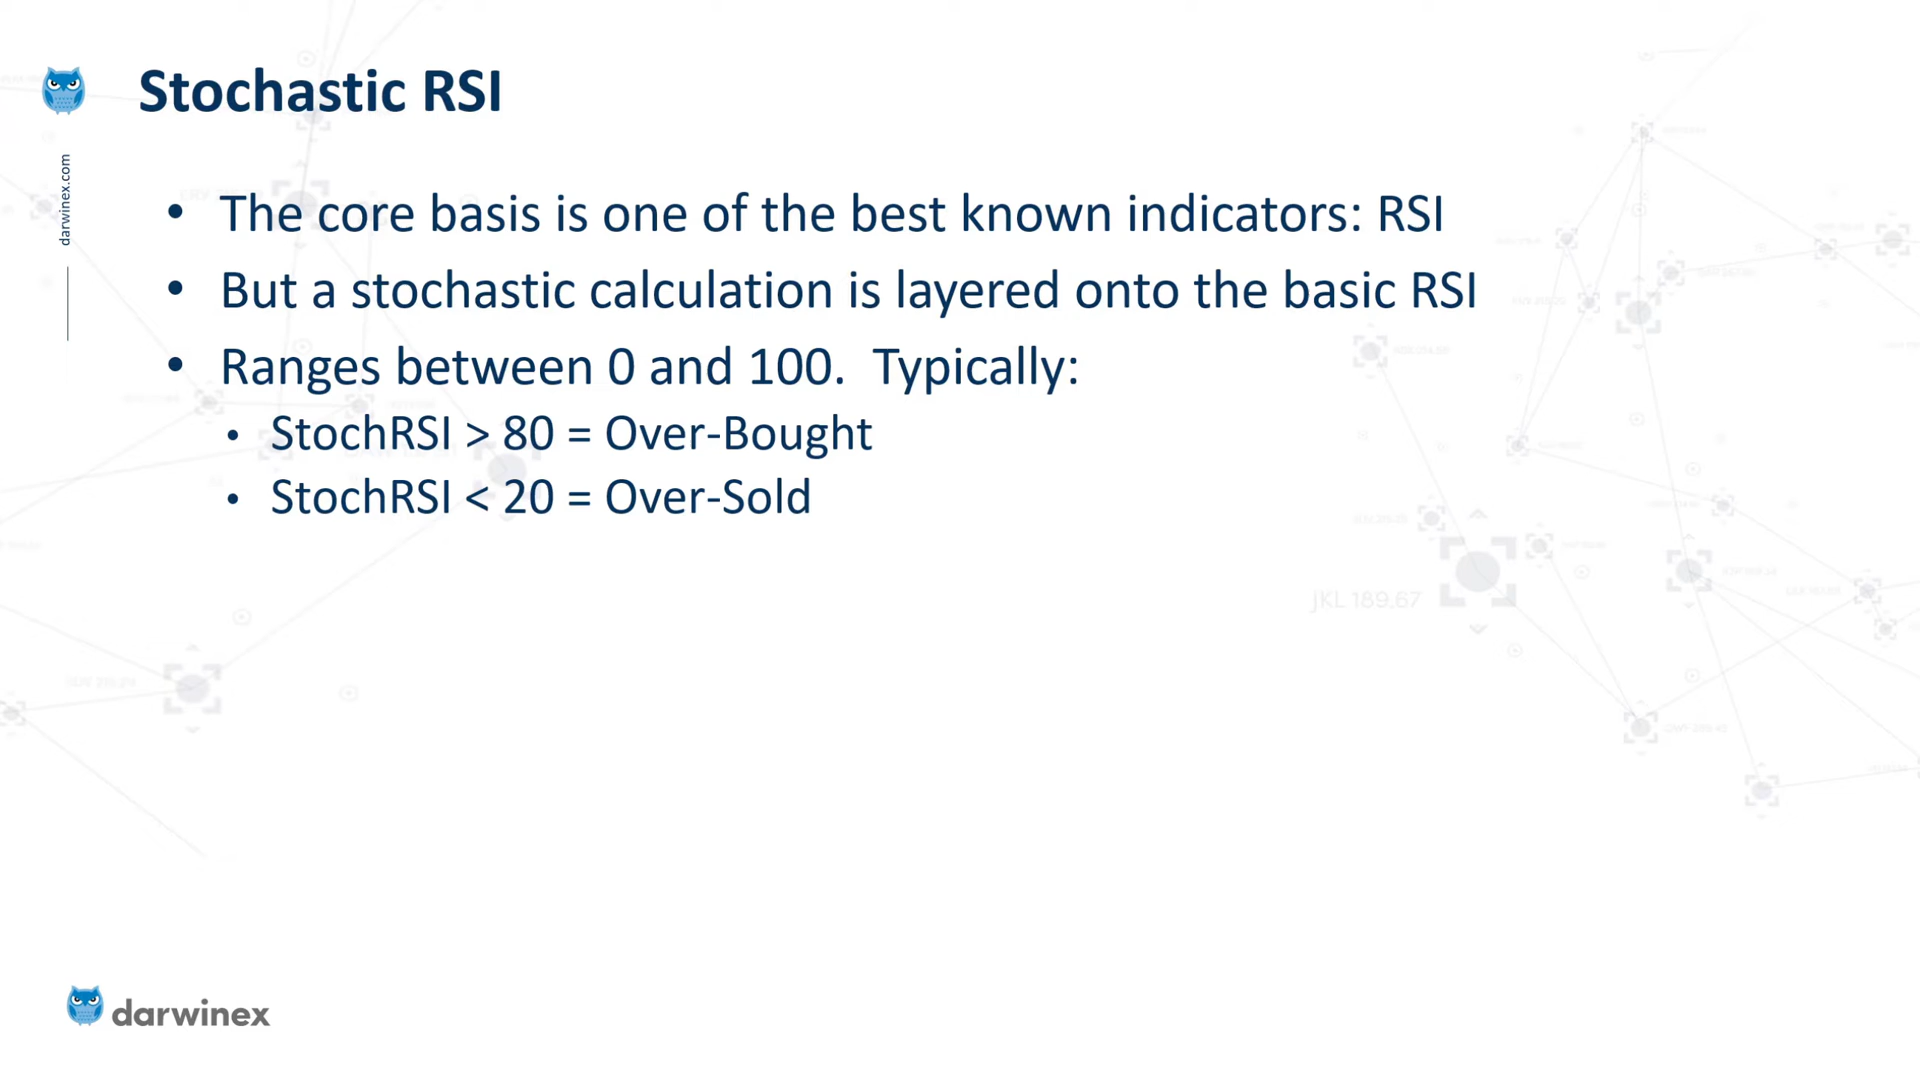 Stochastic RSI
darwinex.com
• The core basis is one of the best known indicators: RSI
• But a stochastic calculation is layered onto the basic RSI
• Ranges between 0 and 100.  Typically:
• StochRSI > 80 = Over-Bought
• StochRSI < 20 = Over-Sold
JKL 189.67
darwinex